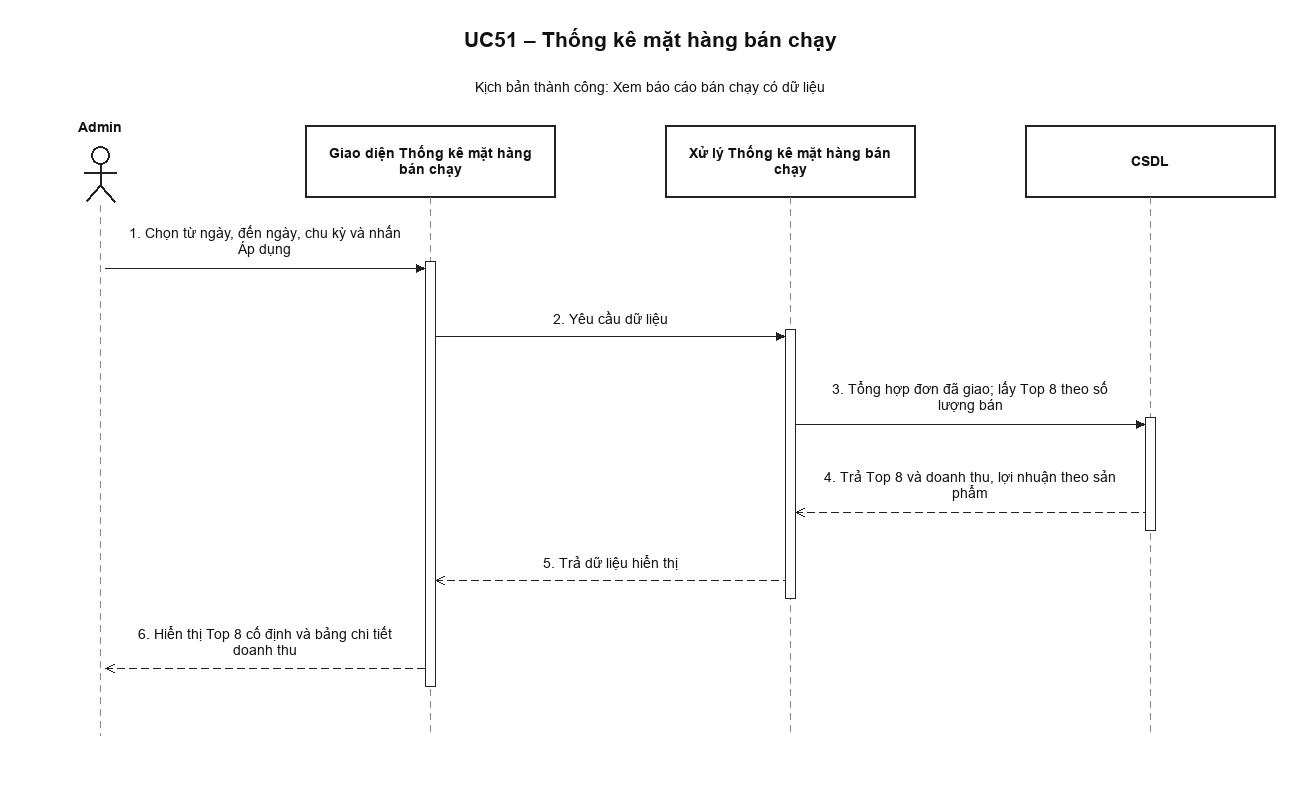 UC51 – Thống kê mặt hàng bán chạy
Kịch bản thành công: Xem báo cáo bán chạy có dữ liệu
Admin
Giao diện Thống kê mặt hàng
bán chạy
Xử lý Thống kê mặt hàng bán
chạy
CSDL
1. Chọn từ ngày, đến ngày, chu kỳ và nhấn
Áp dụng
2. Yêu cầu dữ liệu
3. Tổng hợp đơn đã giao; lấy Top 8 theo số
lượng bán
4. Trả Top 8 và doanh thu, lợi nhuận theo sản
phẩm
5. Trả dữ liệu hiển thị
6. Hiển thị Top 8 cố định và bảng chi tiết
doanh thu